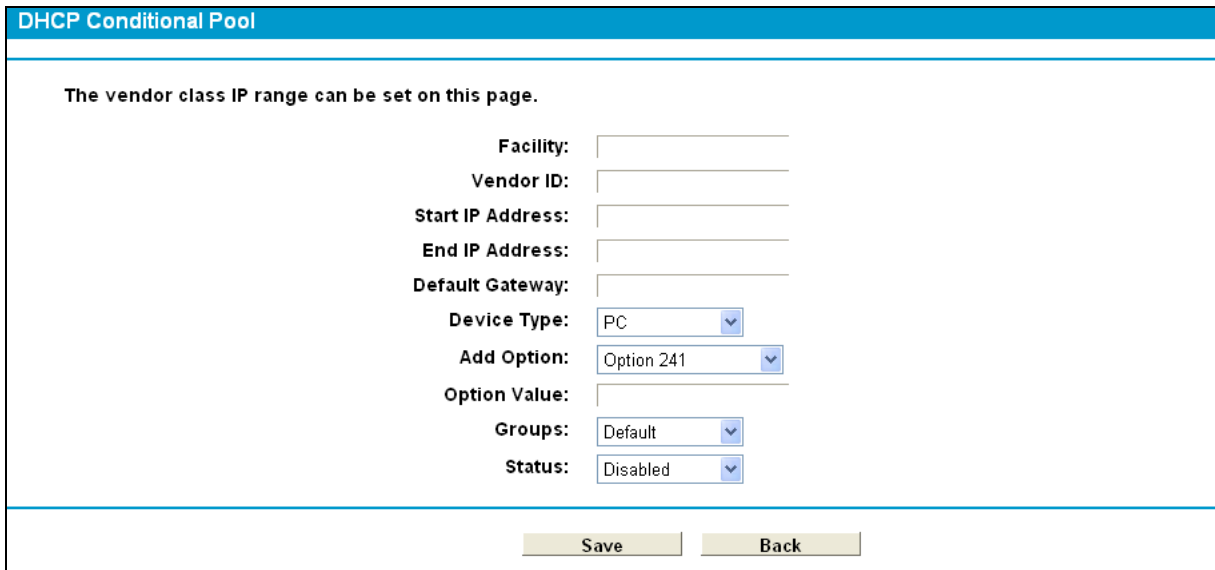 DHCP Conditional Pool
The vendor class IP range can be set on this page.
Facility:
Vendor ID:
Start IP Address:
End IP Address:
Default Gateway:
Device Type: PC
Add Option: Option 241
Option Value:
Groups: Default
Status: Disabled
Save Back